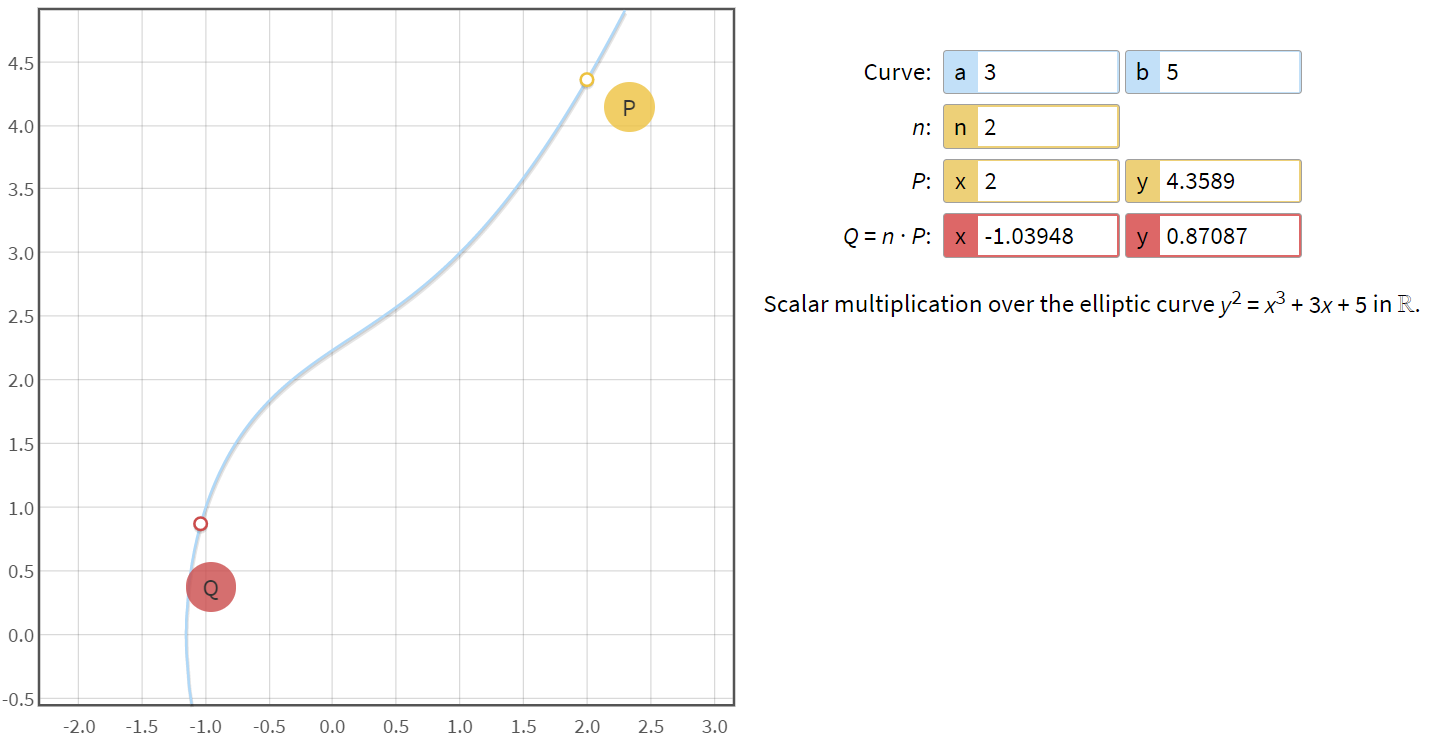 4.5
4.0
3.5
3.0
2.5
2.0
1.5
1.0
0.5
0.0
-0.5
-2.0 -1.5 -1.0 -0.5 0.0 0.5 1.0 1.5 2.0 2.5 3.0
P
Q
Curve: a 3 b 5
n: n 2
P: x 2 y 4.3589
Q = n · P: x -1.03948 y 0.87087
Scalar multiplication over the elliptic curve y² = x³ + 3x + 5 in ℝ.